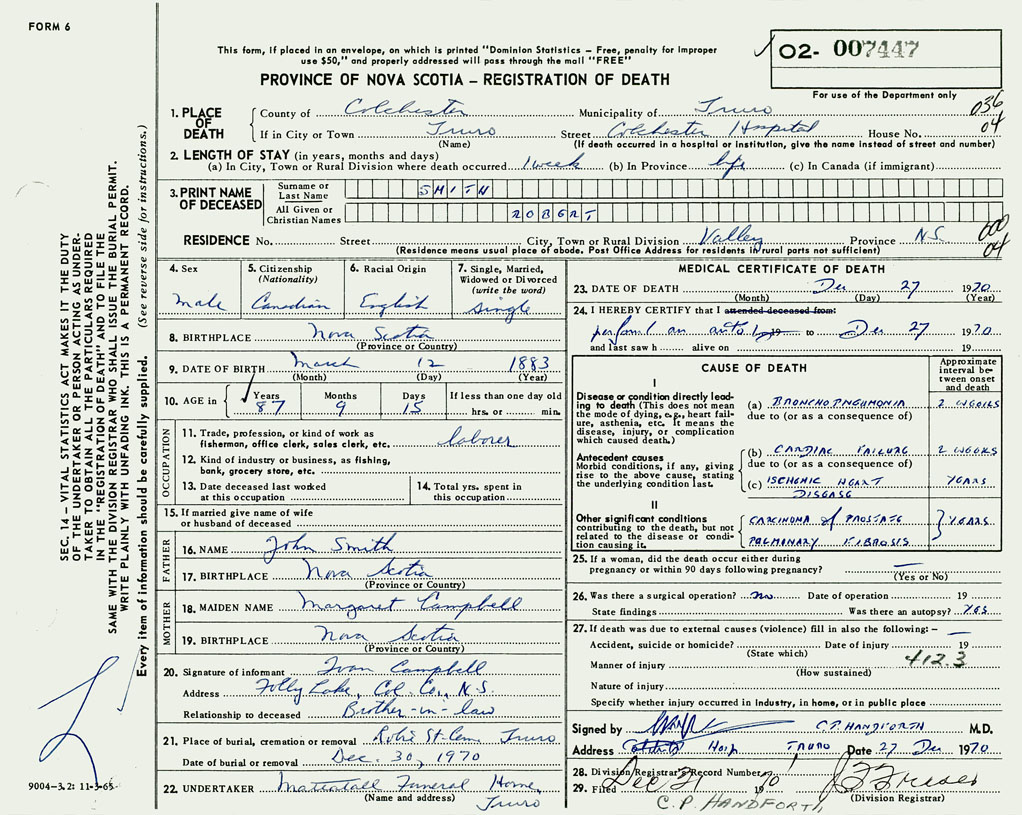 FORM 6
This form, if placed in an envelope, on which is printed "Dominion Statistics – Free, penalty for improper
use $50," and properly addressed will pass through the mail "FREE"
PROVINCE OF NOVA SCOTIA – REGISTRATION OF DEATH
02- 007447
For use of the Department only
036
04
1. PLACE OF DEATH
County of Colchester Municipality of Truro
If in City or Town Truro Street Colchester Hospital House No.
(Name) (If death occurred in a hospital or institution, give the name instead of street and number)
2. LENGTH OF STAY (in years, months and days)
(a) In City, Town or Rural Division where death occurred 1 week (b) In Province life (c) In Canada (if immigrant)
3. PRINT NAME OF DECEASED
Surname or Last Name SMITH
All Given or Christian Names ROBERT
RESIDENCE No. Street City, Town or Rural Division Valley Province N.S.
(Residence means usual place of abode. Post Office Address for residents in rural parts not sufficient)
000
04
4. Sex male
5. Citizenship (Nationality) Canadian
6. Racial Origin English
7. Single, Married, Widowed or Divorced (write the word) single
8. BIRTHPLACE Nova Scotia
(Province or Country)
9. DATE OF BIRTH March 12 1883
(Month) (Day) (Year)
10. AGE in Years 87 Months 9 Days 15 If less than one day old hrs. or min.
OCCUPATION
11. Trade, profession, or kind of work as
fisherman, office clerk, sales clerk, etc. laborer
12. Kind of industry or business, as fishing,
bank, grocery store, etc.
13. Date deceased last worked
at this occupation
14. Total yrs. spent in
this occupation
15. If married give name of wife
or husband of deceased
FATHER
16. NAME John Smith
17. BIRTHPLACE Nova Scotia
(Province or Country)
MOTHER
18. MAIDEN NAME Margaret Campbell
19. BIRTHPLACE Nova Scotia
(Province or Country)
20. Signature of informant Ivan Campbell
Address Folly Lake, Col. Co., N.S.
Relationship to deceased Brother-in-law
21. Place of burial, cremation or removal Robie St. Cem Truro
Date of burial or removal Dec. 30, 1970
22. UNDERTAKER Mattatall Funeral Home,
(Name and address) Truro
MEDICAL CERTIFICATE OF DEATH
23. DATE OF DEATH Dec 27 1970
(Month) (Day) (Year)
24. I HEREBY CERTIFY that I attended deceased from:
19 to Dec 27 1970
and last saw h alive on 19
CAUSE OF DEATH
Approximate interval between onset and death
I
Disease or condition directly leading
to death (This does not mean
the mode of dying, e.g., heart failure,
asthenia, etc. It means the
disease, injury, or complication
which caused death.)
(a) BRONCHOPNEUMONIA 2 WEEKS
due to (or as a consequence of)
Antecedent causes
Morbid conditions, if any, giving
rise to the above cause, stating
the underlying condition last.
(b) CARDIAC FAILURE 2 WEEKS
due to (or as a consequence of)
(c) ISCHEMIC HEART DISEASE YEARS
II
Other significant conditions
contributing to the death, but not
related to the disease or condition
causing it.
CARCINOMA of PROSTATE
PULMONARY FIBROSIS
YEARS
25. If a woman, did the death occur either during
pregnancy or within 90 days following pregnancy? —
(Yes or No)
26. Was there a surgical operation? no Date of operation 19
State findings Was there an autopsy? YES
27. If death was due to external causes (violence) fill in also the following: –
Accident, suicide or homicide? Date of injury 19
(State which)
412.3
Manner of injury
(How sustained)
Nature of injury
Specify whether injury occurred in industry, in home, or in public place
Signed by C.P. HANDFORTH M.D.
Address Hosp TRURO Date 27 Dec 1970
28. Division Registrar's Record Number
29. Filed Dec 19
(Division Registrar)
C. P. HANDFORTH
SEC. 14 – VITAL STATISTICS ACT MAKES IT THE DUTY
OF THE UNDERTAKER OR PERSON ACTING AS UNDERTAKER
TO OBTAIN ALL THE PARTICULARS REQUIRED
IN THE "REGISTRATION OF DEATH" AND TO FILE THE
SAME WITH THE DIVISION REGISTRAR WHO SHALL ISSUE THE BURIAL PERMIT.
WRITE PLAINLY WITH UNFADING INK. THIS IS A PERMANENT RECORD.
Every item of information should be carefully supplied. (See reverse side for instructions.)
9004-3.2: 11-3-65